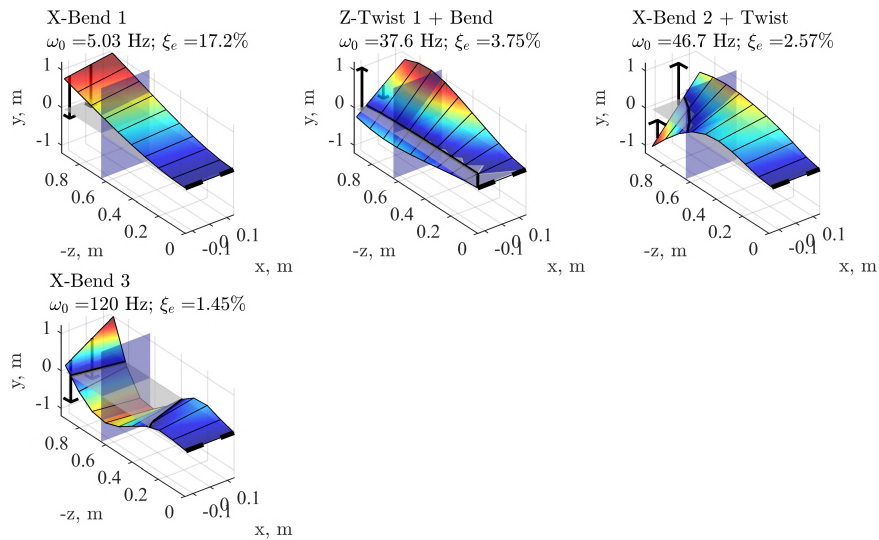 X-Bend 1
ω₀ =5.03 Hz; ξₑ =17.2%
1
0
-1
y, m
0.8
0.6
0.4
0.2
0
-z, m
-0.1
0
0.1
x, m
Z-Twist 1 + Bend
ω₀ =37.6 Hz; ξₑ =3.75%
1
0
-1
y, m
0.8
0.6
0.4
0.2
0
-z, m
-0.1
0
0.1
x, m
X-Bend 2 + Twist
ω₀ =46.7 Hz; ξₑ =2.57%
1
0
-1
y, m
0.8
0.6
0.4
0.2
0
-z, m
-0.1
0
0.1
x, m
X-Bend 3
ω₀ =120 Hz; ξₑ =1.45%
1
0
-1
y, m
0.8
0.6
0.4
0.2
0
-z, m
-0.1
0
0.1
x, m